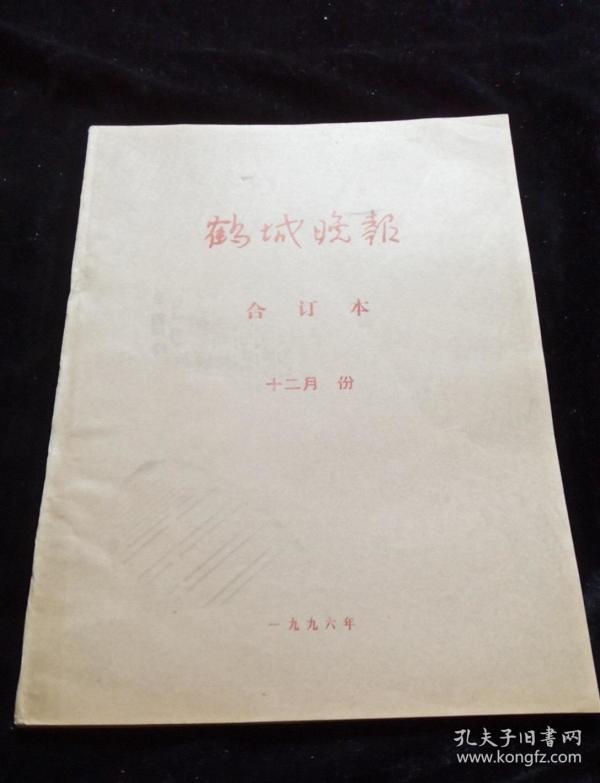 鹤城晚報
合订本
十二月 份
一九九六年
孔夫子旧书网
www.kongfz.com